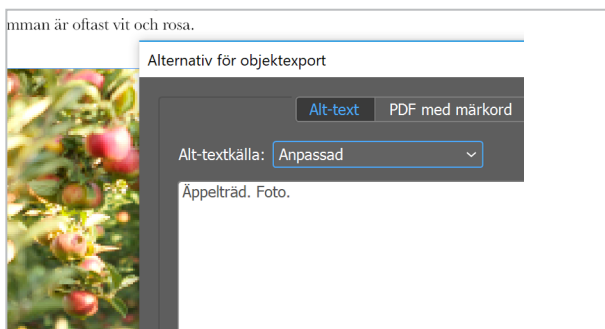 mman är oftast vit och rosa.
Alternativ för objektexport
Alt-text PDF med märkord
Alt-textkälla: Anpassad
Äppelträd. Foto.